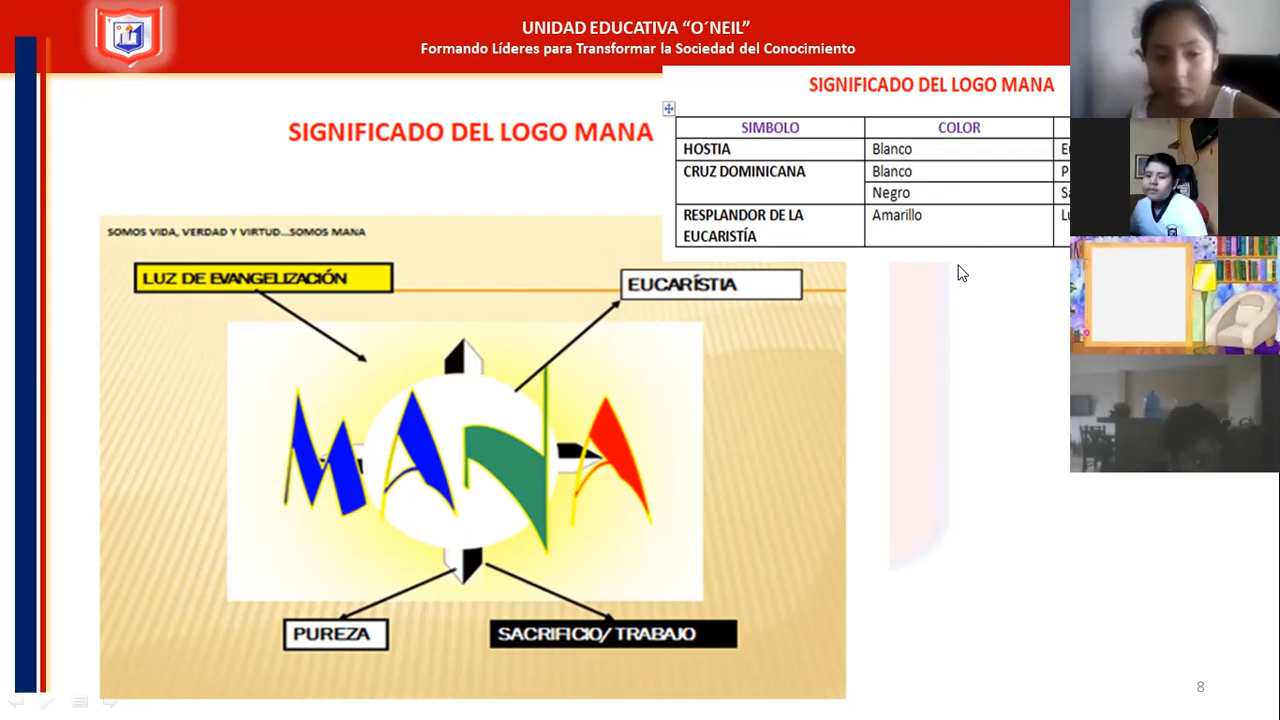 UNIDAD EDUCATIVA “O´NEIL”
Formando Líderes para Transformar la Sociedad del Conocimiento
SIGNIFICADO DEL LOGO MANA
SIGNIFICADO DEL LOGO MANA
SIMBOLO COLOR
HOSTIA Blanco
CRUZ DOMINICANA Blanco
Negro
RESPLANDOR DE LA Amarillo
EUCARISTÍA
SOMOS VIDA, VERDAD Y VIRTUD...SOMOS MANA
LUZ DE EVANGELIZACIÓN
EUCARÍSTIA
MANA
PUREZA
SACRIFICIO/ TRABAJO
8